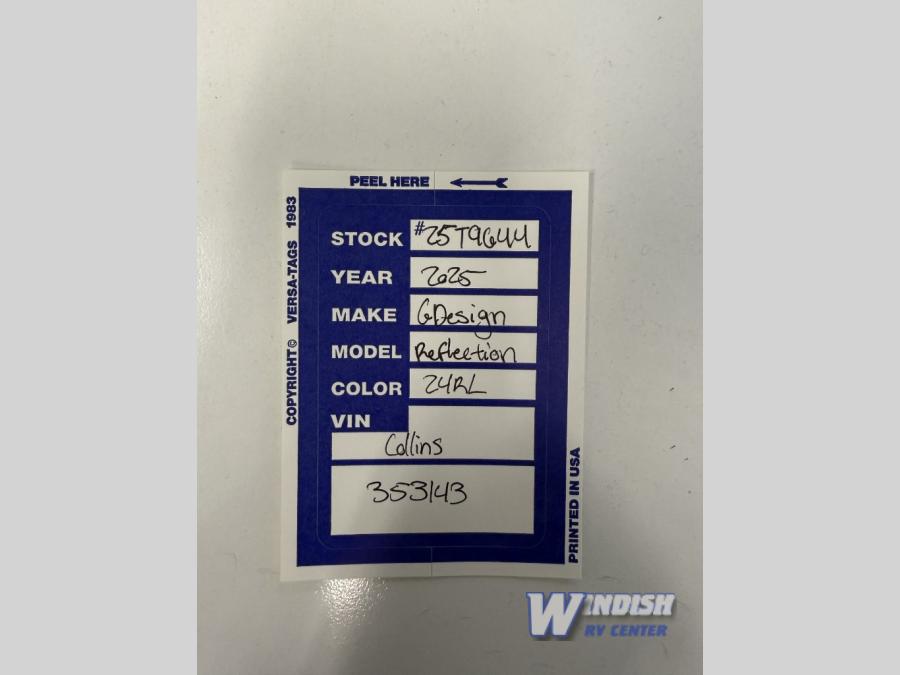 PEEL HERE
COPYRIGHT© VERSA-TAGS 1983
STOCK #25T9644
YEAR 2025
MAKE GDesign
MODEL Reflection
COLOR 24RL
VIN
Collins
353143
PRINTED IN USA
WINDISH
RV CENTER